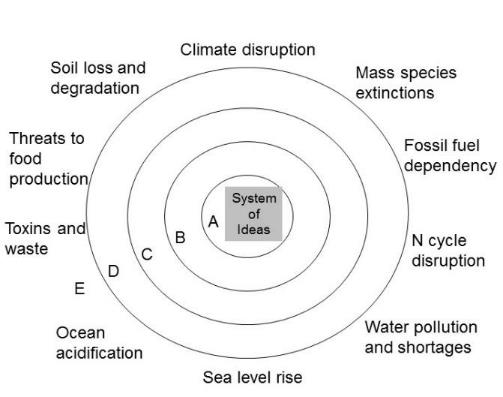 Climate disruption
Soil loss and
degradation
Mass species
extinctions
Threats to
food
production
Fossil fuel
dependency
System
of
Ideas
A
B
C
D
E
Toxins and
waste
N cycle
disruption
Ocean
acidification
Water pollution
and shortages
Sea level rise